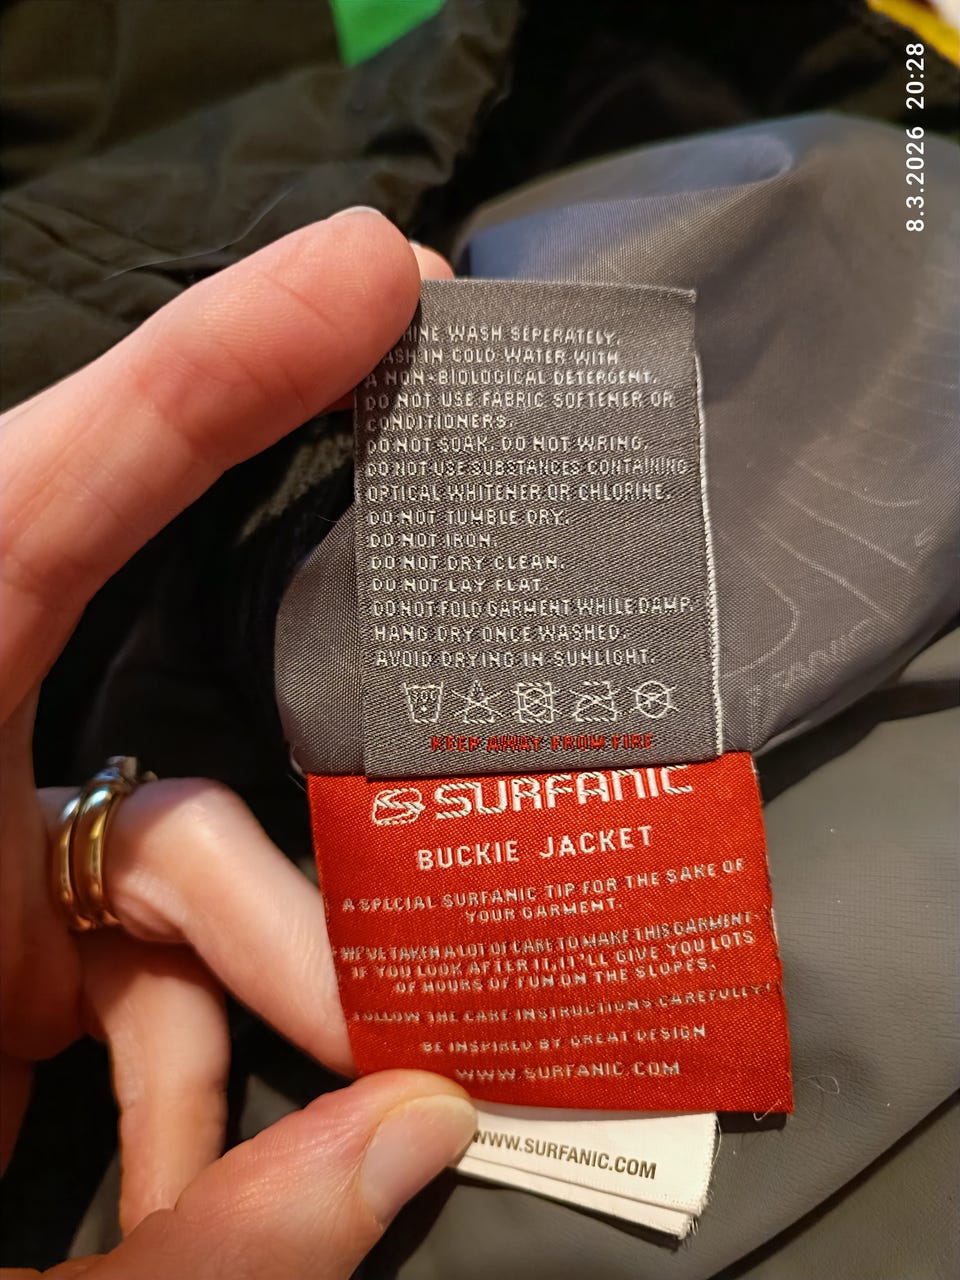 8.3.2026 20:28
HINE WASH SEPERATELY.
ASH IN COLD WATER WITH
A NON-BIOLOGICAL DETERGENT.
DO NOT USE FABRIC SOFTENER OR
CONDITIONERS.
DO NOT SOAK. DO NOT WRING.
DO NOT USE SUBSTANCES CONTAINING
OPTICAL WHITENER OR CHLORINE.
DO NOT TUMBLE DRY.
DO NOT IRON.
DO NOT DRY CLEAN.
DO NOT LAY FLAT
DO NOT FOLD GARMENT WHILE DAMP.
HANG DRY ONCE WASHED.
AVOID DRYING IN SUNLIGHT.
KEEP AWAY FROM FIRE
SURFANIC
BUCKIE JACKET
A SPECIAL SURFANIC TIP FOR THE SAKE OF
YOUR GARMENT.
WE'VE TAKEN A LOT OF CARE TO MAKE THIS GARMENT-
IF YOU LOOK AFTER IT, IT'LL GIVE YOU LOTS
OF HOURS OF FUN ON THE SLOPES.
FOLLOW THE CARE INSTRUCTIONS CAREFULLY!
BE INSPIRED BY GREAT DESIGN
WWW.SURFANIC.COM
WWW.SURFANIC.COM